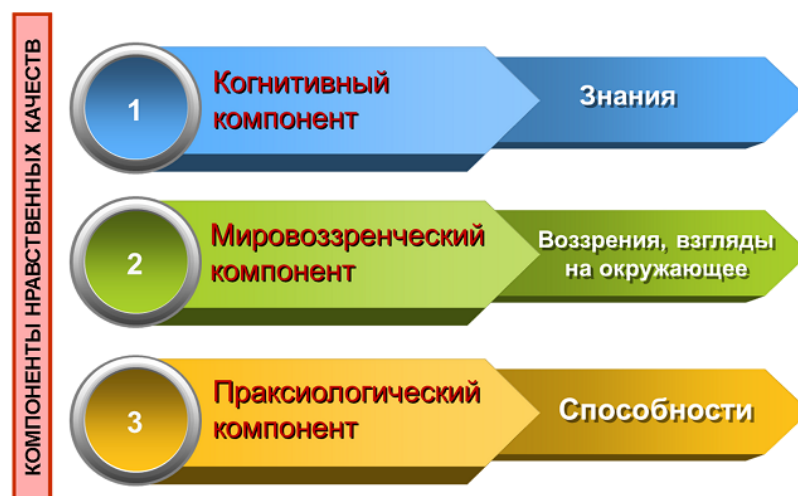 КОМПОНЕНТЫ НРАВСТВЕННЫХ КАЧЕСТВ
1
Когнитивный
компонент
Знания
2
Мировоззренческий
компонент
Воззрения, взгляды
на окружающее
3
Праксиологический
компонент
Способности